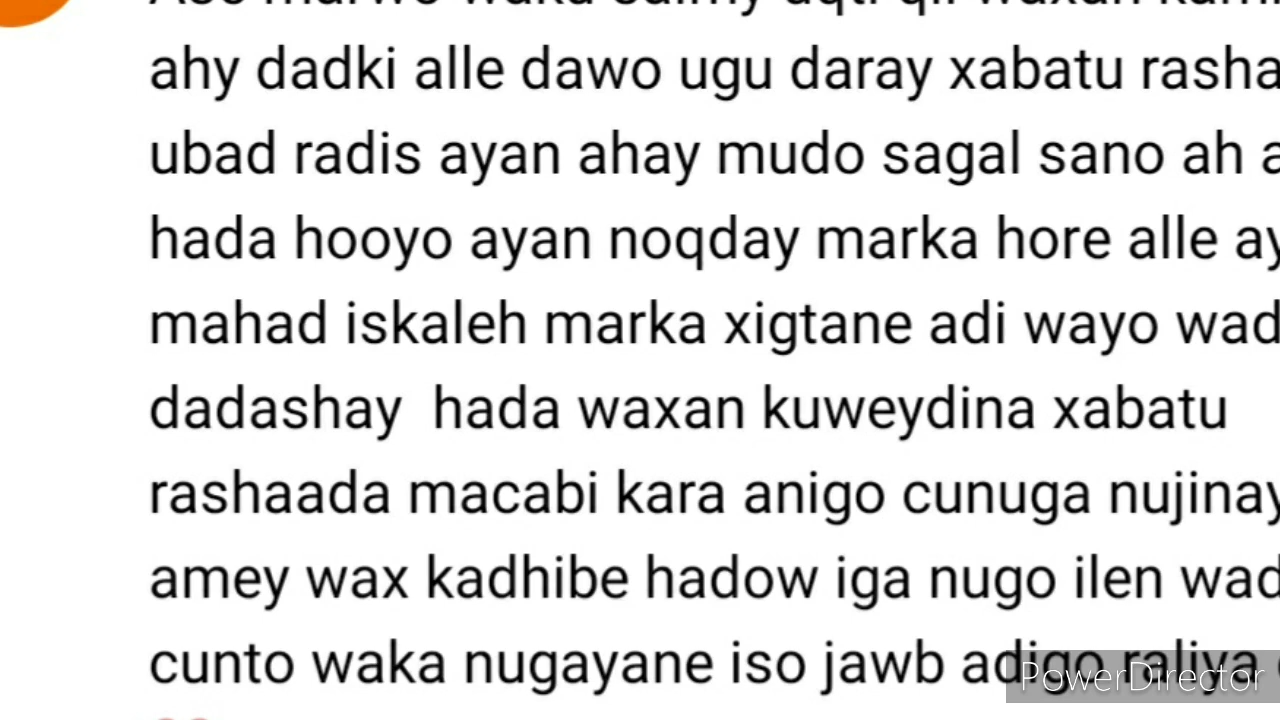 ahy dadki alle dawo ugu daray xabatu
ubad radis ayan ahay mudo sagal sano ah
hada hooyo ayan noqday marka hore alle
mahad iskaleh marka xigtane adi wayo
dadashay hada waxan kuweydina xabatu
rashaada macabi kara anigo cunuga
amey wax kadhibe hadow iga nugo ilen
cunto waka nugayane iso jawb adigo raliya
PowerDirector